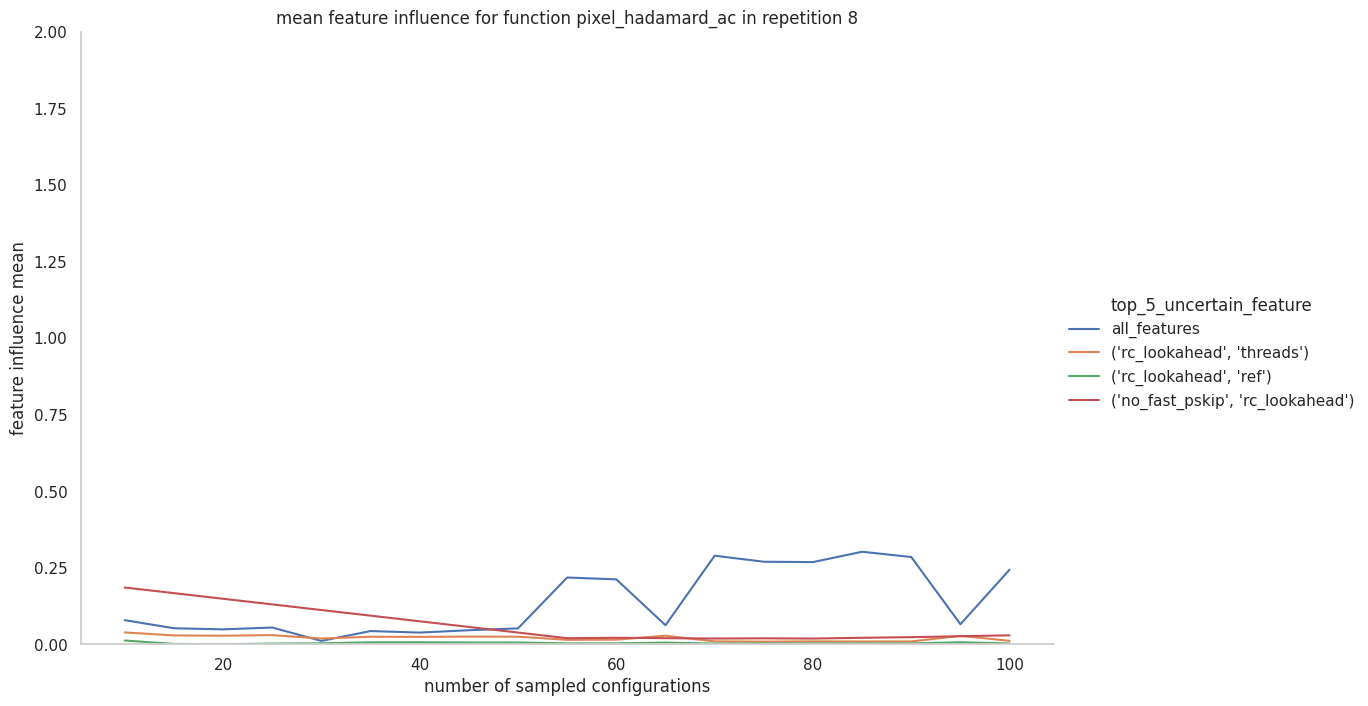 mean feature influence for function pixel_hadamard_ac in repetition 8
2.00
1.75
1.50
1.25
1.00
0.75
0.50
0.25
0.00
feature influence mean
20
40
60
80
100
number of sampled configurations
top_5_uncertain_feature
all_features
('rc_lookahead', 'threads')
('rc_lookahead', 'ref')
('no_fast_pskip', 'rc_lookahead')